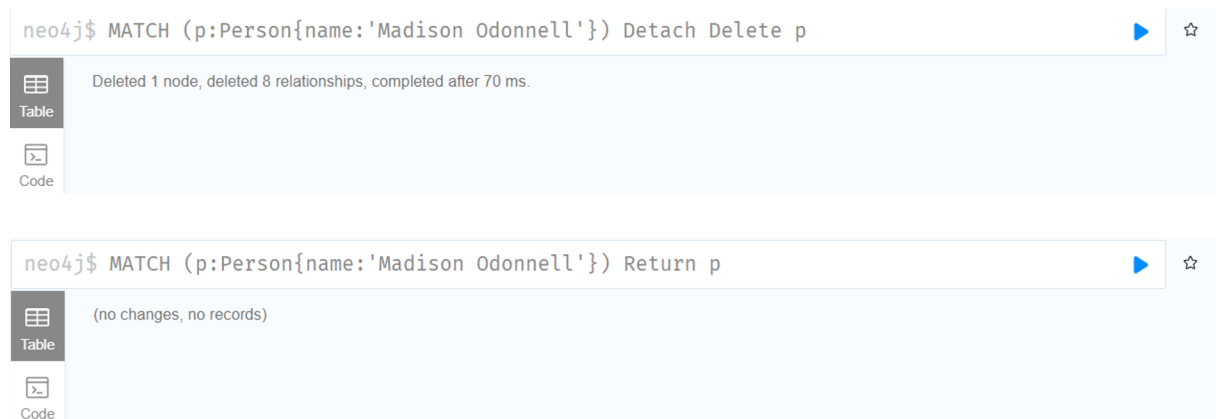 neo4j$ MATCH (p:Person{name:'Madison Odonnell'}) Detach Delete p
Deleted 1 node, deleted 8 relationships, completed after 70 ms.
Table
Code
neo4j$ MATCH (p:Person{name:'Madison Odonnell'}) Return p
(no changes, no records)
Table
Code